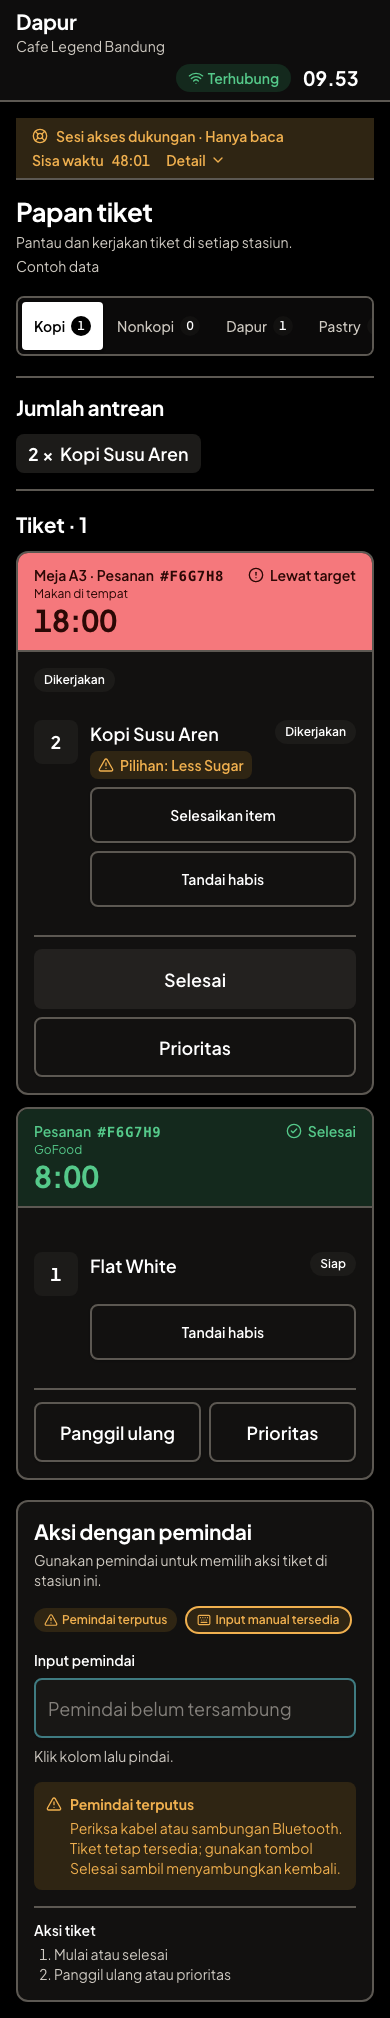 Dapur
Cafe Legend Bandung
Terhubung 09.53
Sesi akses dukungan · Hanya baca
Sisa waktu 48:01 Detail
Papan tiket
Pantau dan kerjakan tiket di setiap stasiun.
Contoh data
Kopi 1 Nonkopi 0 Dapur 1 Pastry
Jumlah antrean
2 × Kopi Susu Aren
Tiket · 1
Meja A3 · Pesanan #F6G7H8 Lewat target
Makan di tempat
18:00
Dikerjakan
2 Kopi Susu Aren Dikerjakan
Pilihan: Less Sugar
Selesaikan item
Tandai habis
Selesai
Prioritas
Pesanan #F6G7H9 Selesai
GoFood
8:00
1 Flat White Siap
Tandai habis
Panggil ulang Prioritas
Aksi dengan pemindai
Gunakan pemindai untuk memilih aksi tiket di
stasiun ini.
Pemindai terputus Input manual tersedia
Input pemindai
Pemindai belum tersambung
Klik kolom lalu pindai.
Pemindai terputus
Periksa kabel atau sambungan Bluetooth.
Tiket tetap tersedia; gunakan tombol
Selesai sambil menyambungkan kembali.
Aksi tiket
1. Mulai atau selesai
2. Panggil ulang atau prioritas